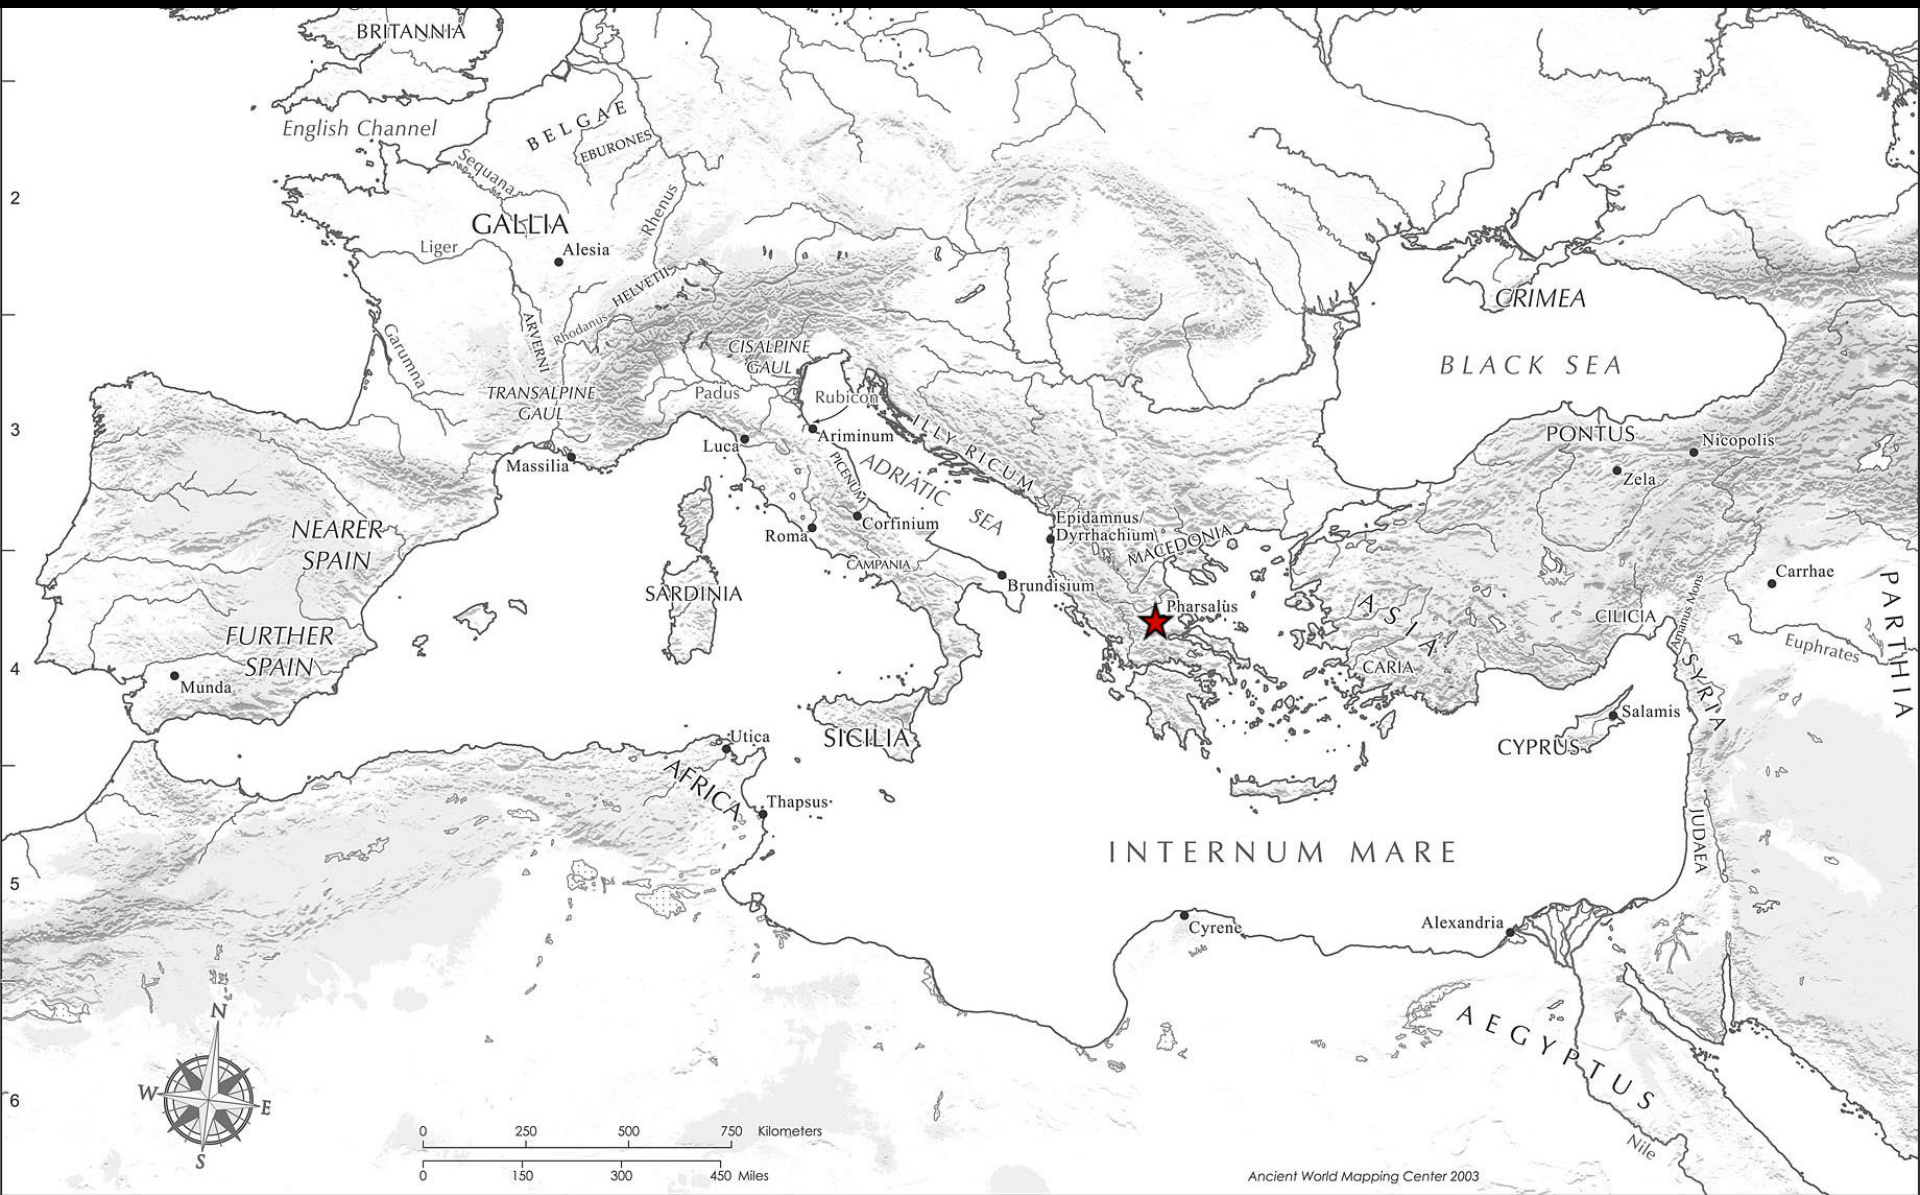 BRITANNIA
English Channel
BELGAE
EBURONES
Sequana
Rhenus
2
GALLIA
Liger
Alesia
HELVETII
CRIMEA
ARVERNI
Rhodanus
Garumna
CISALPINE
GAUL
BLACK SEA
TRANSALPINE
GAUL
Padus
Rubicon
3
Luca
Ariminum
ILLYRICUM
PONTUS
Nicopolis
Massilia
PICENUM
ADRIATIC
SEA
Zela
NEARER
SPAIN
Roma
Corfinium
Epidamnus/
Dyrrhachium
MACEDONIA
CAMPANIA
Carrhae
PARTHIA
SARDINIA
Brundisium
Pharsalus
ASIA
CILICIA
Amanus Mons
FURTHER
SPAIN
Euphrates
4
Munda
CARIA
SYRIA
Salamis
CYPRUS
Utica
SICILIA
AFRICA
Thapsus
INTERNUM MARE
JUDAEA
5
Cyrene
Alexandria
AEGYPTUS
N
W
E
S
6
0 250 500 750 Kilometers
0 150 300 450 Miles
Nile
Ancient World Mapping Center 2003